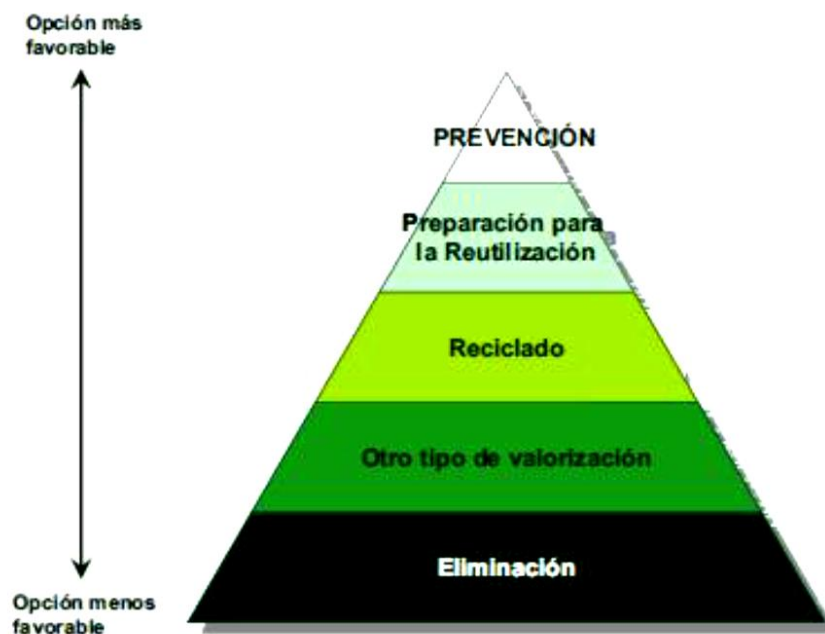 Opción más
favorable
PREVENCIÓN
Preparación para
la Reutilización
Reciclado
Otro tipo de valorización
Eliminación
Opción menos
favorable